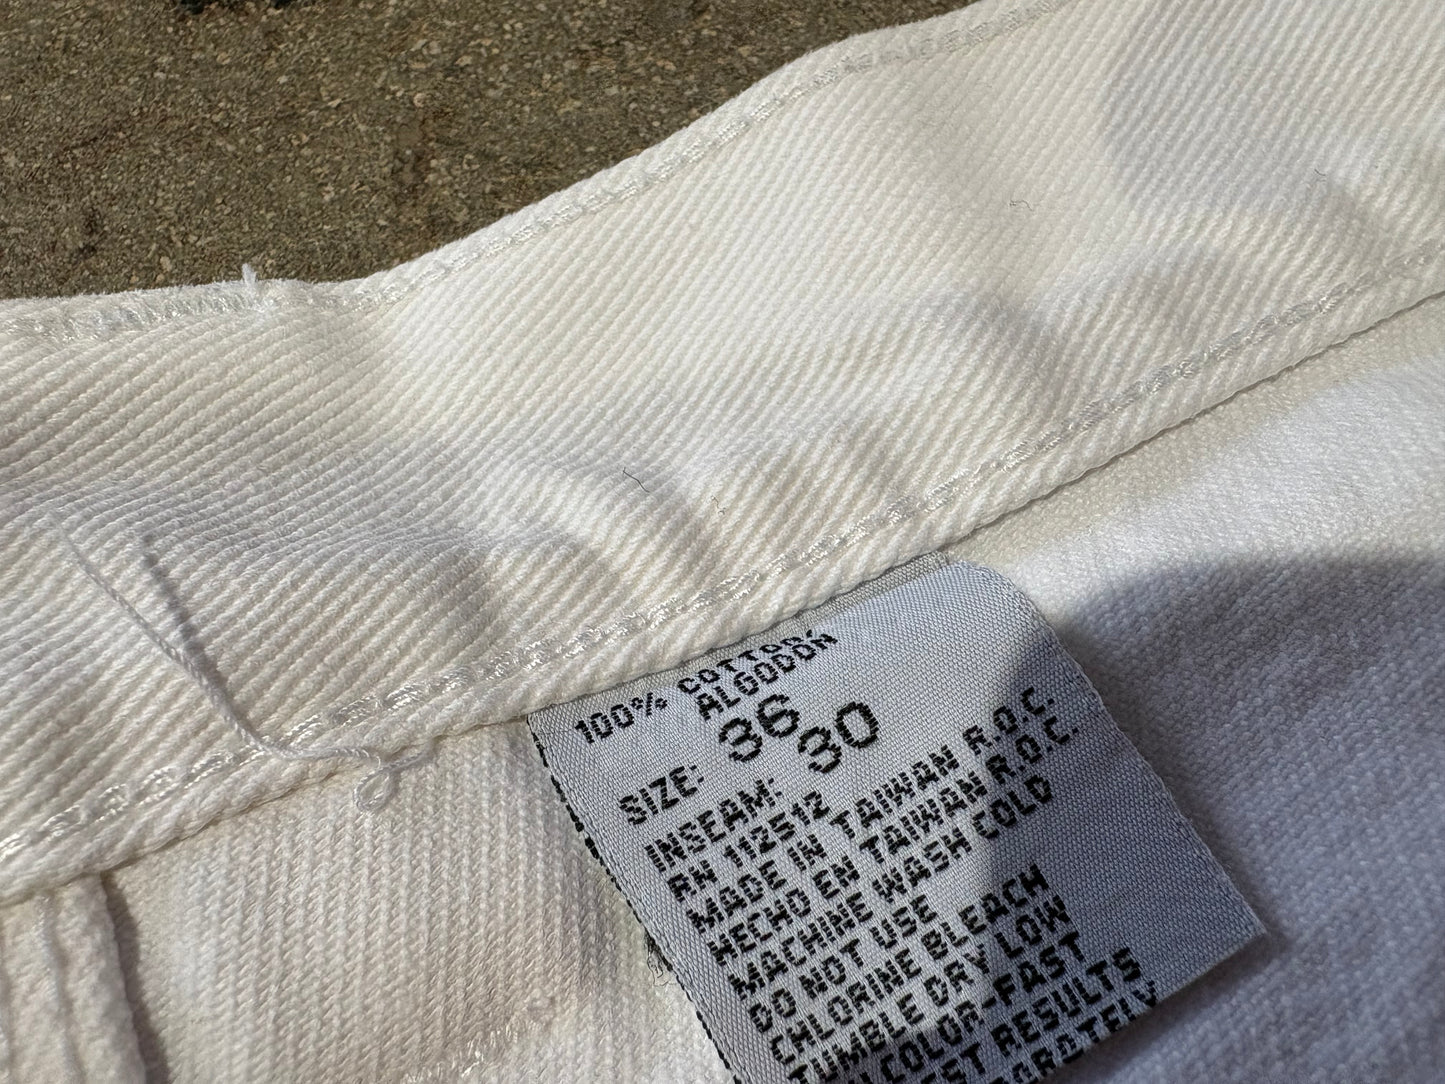 100% COTTON
ALGODON
SIZE: 36
INSEAM: 30
RN 112512
MADE IN TAIWAN R.O.C.
HECHO EN TAIWAN R.O.C.
MACHINE WASH COLD
DO NOT USE
CHLORINE BLEACH
TUMBLE DRY LOW
COLOR-FAST
RESULTS